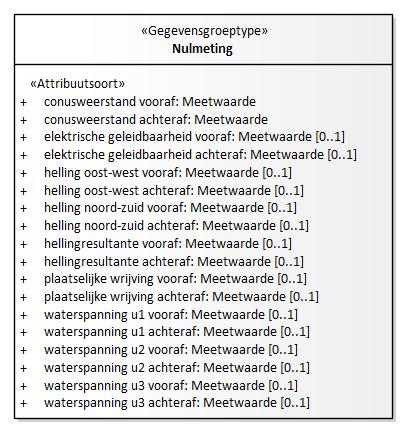 «Gegevensgroeptype»
Nulmeting
«Attribuutsoort»
+ conusweerstand vooraf: Meetwaarde
+ conusweerstand achteraf: Meetwaarde
+ elektrische geleidbaarheid vooraf: Meetwaarde [0..1]
+ elektrische geleidbaarheid achteraf: Meetwaarde [0..1]
+ helling oost-west vooraf: Meetwaarde [0..1]
+ helling oost-west achteraf: Meetwaarde [0..1]
+ helling noord-zuid vooraf: Meetwaarde [0..1]
+ helling noord-zuid achteraf: Meetwaarde [0..1]
+ hellingresultante vooraf: Meetwaarde [0..1]
+ hellingresultante achteraf: Meetwaarde [0..1]
+ plaatselijke wrijving vooraf: Meetwaarde [0..1]
+ plaatselijke wrijving achteraf: Meetwaarde [0..1]
+ waterspanning u1 vooraf: Meetwaarde [0..1]
+ waterspanning u1 achteraf: Meetwaarde [0..1]
+ waterspanning u2 vooraf: Meetwaarde [0..1]
+ waterspanning u2 achteraf: Meetwaarde [0..1]
+ waterspanning u3 vooraf: Meetwaarde [0..1]
+ waterspanning u3 achteraf: Meetwaarde [0..1]